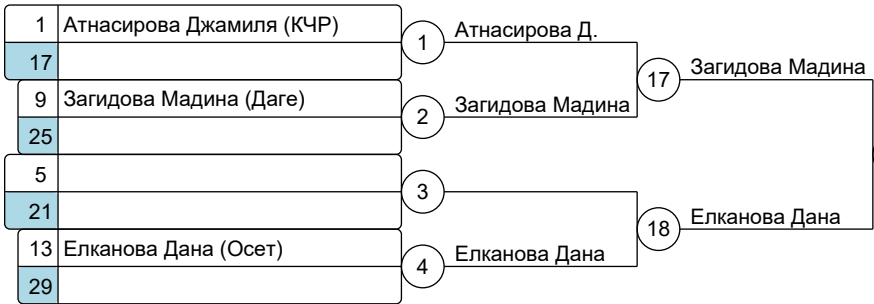 1 Атнасирова Джамиля (КЧР)
17
9 Загидова Мадина (Даге)
25
5
21
13 Елканова Дана (Осет)
29
1 Атнасирова Д.
2 Загидова Мадина
3
4 Елканова Дана
17 Загидова Мадина
18 Елканова Дана